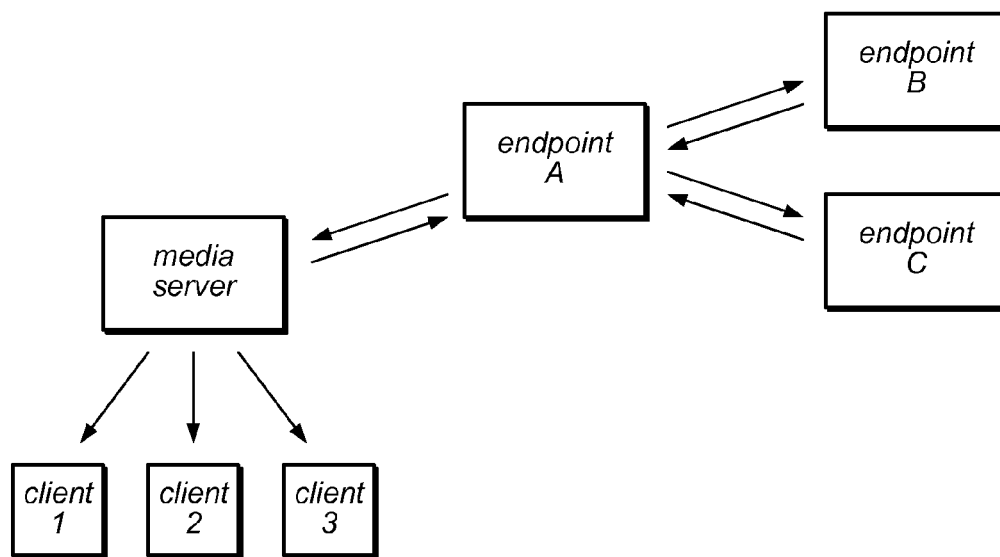 endpoint
B
endpoint
A
endpoint
C
media
server
client
1
client
2
client
3